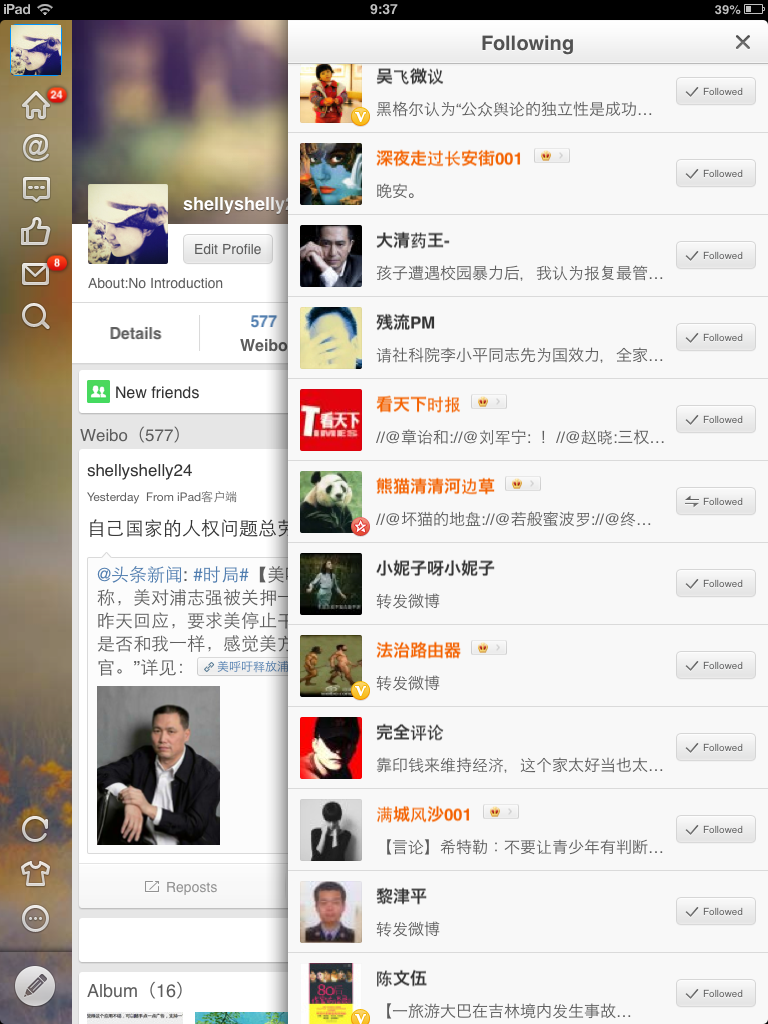 iPad
9:37
39%
24
8
shellyshelly2
Edit Profile
About:No Introduction
Details
577
Weibo
New friends
Weibo（577）
shellyshelly24
Yesterday From iPad客户端
自己国家的人权问题总劳
@头条新闻: #时局#【美呼
称，美对浦志强被关押一
昨天回应，要求美停止干
是否和我一样，感觉美方
官。”详见：
美呼吁释放浦
Reposts
Album（16）
Following
吴飞微议
黑格尔认为“公众舆论的独立性是成功…
Followed
深夜走过长安街001
晚安。
Followed
大清药王-
孩子遭遇校园暴力后，我认为报复最管…
Followed
残流PM
请社科院李小平同志先为国效力，全家…
Followed
看天下
TIMES
看天下时报
//@章诒和://@刘军宁:！//@赵晓:三权…
Followed
熊猫清清河边草
//@坏猫的地盘://@若般蜜波罗://@终…
Followed
小妮子呀小妮子
转发微博
Followed
法治路由器
转发微博
Followed
完全评论
靠印钱来维持经济，这个家太好当也太…
Followed
满城风沙001
【言论】希特勒：不要让青少年有判断…
Followed
黎津平
转发微博
Followed
80后
陈文伍
【一旅游大巴在吉林境内发生事故…
Followed